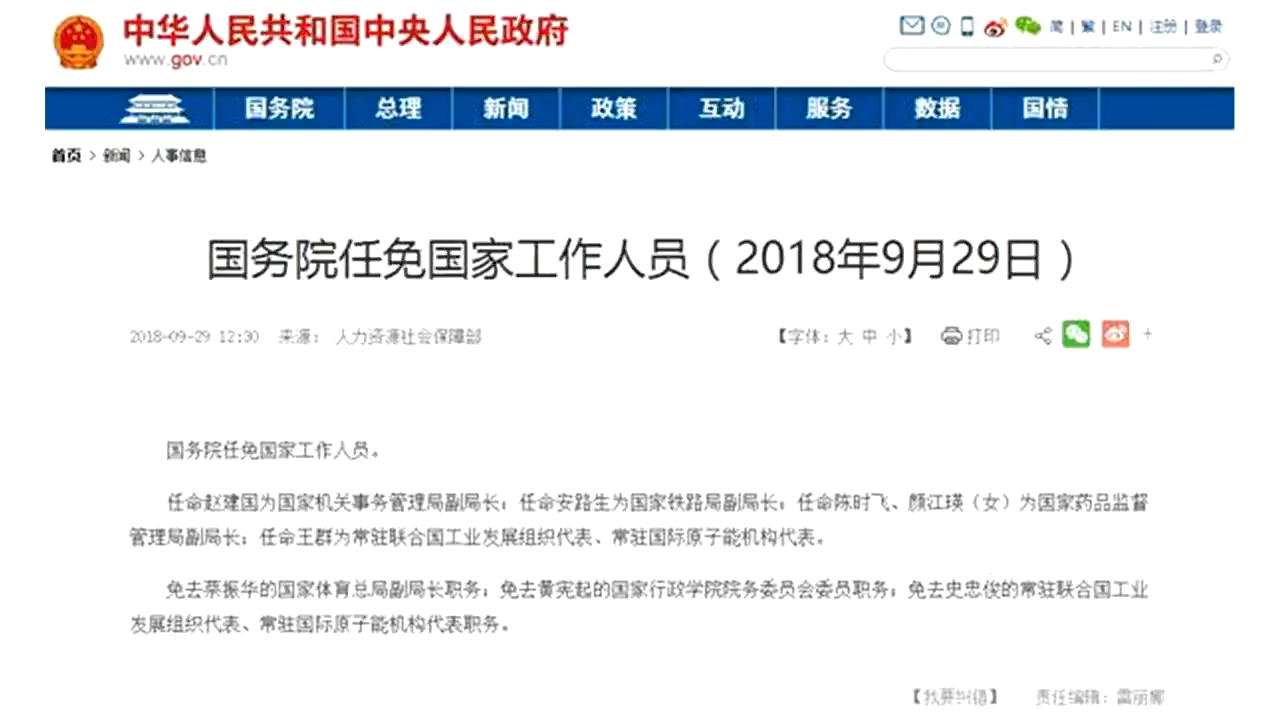 中华人民共和国中央人民政府
www.gov.cn
简 | 繁 | EN | 注册 | 登录
国务院 总理 新闻 政策 互动 服务 数据 国情
首页 > 新闻 > 人事信息
国务院任免国家工作人员（2018年9月29日）
2018-09-29 12:30 来源： 人力资源社会保障部 【字体：大 中 小】 打印 +
国务院任免国家工作人员。
任命赵建国为国家机关事务管理局副局长；任命安路生为国家铁路局副局长；任命陈时飞、颜江瑛（女）为国家药品监督
管理局副局长；任命王群为常驻联合国工业发展组织代表、常驻国际原子能机构代表。
免去蔡振华的国家体育总局副局长职务；免去黄宪起的国家行政学院院务委员会委员职务；免去史忠俊的常驻联合国工业
发展组织代表、常驻国际原子能机构代表职务。
【我要纠错】 责任编辑：雷丽娜